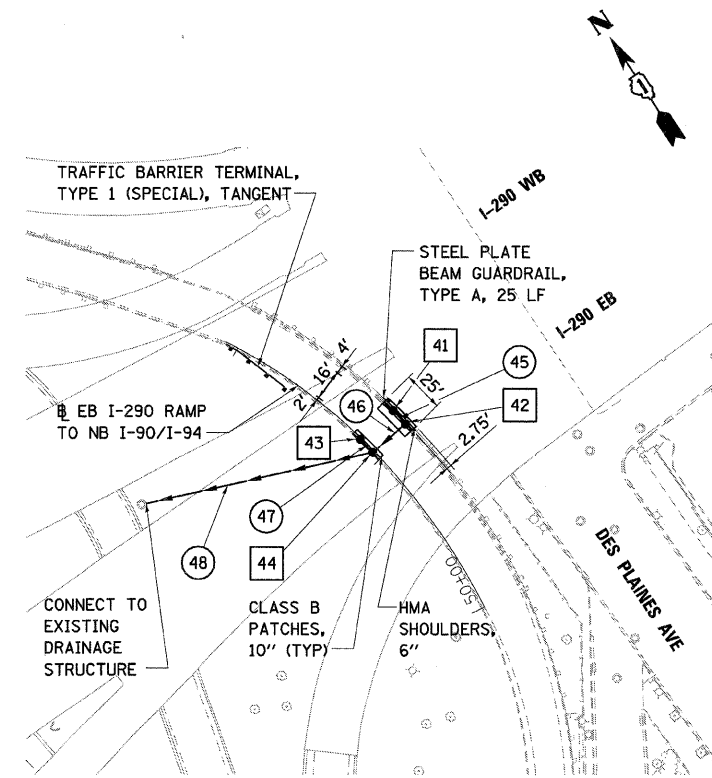 N
1
TRAFFIC BARRIER TERMINAL,
TYPE 1 (SPECIAL), TANGENT
I-290 WB
STEEL PLATE
BEAM GUARDRAIL,
TYPE A, 25 LF
I-290 EB
41
45
4'
16'
2'
25'
46
42
℄ EB I-290 RAMP
TO NB I-90/I-94
43
2.75'
47
48
44
DES PLAINES AVE
150+00
CONNECT TO
EXISTING
DRAINAGE
STRUCTURE
CLASS B
PATCHES,
10" (TYP)
HMA
SHOULDERS,
6"